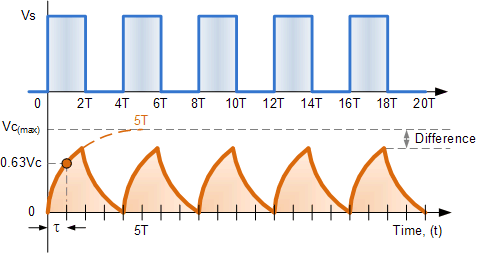 Vs
0 2T 4T 6T 8T 10T 12T 14T 16T 18T 20T
Vc(max) 5T
Difference
0.63Vc
0
τ 5T Time, (t)